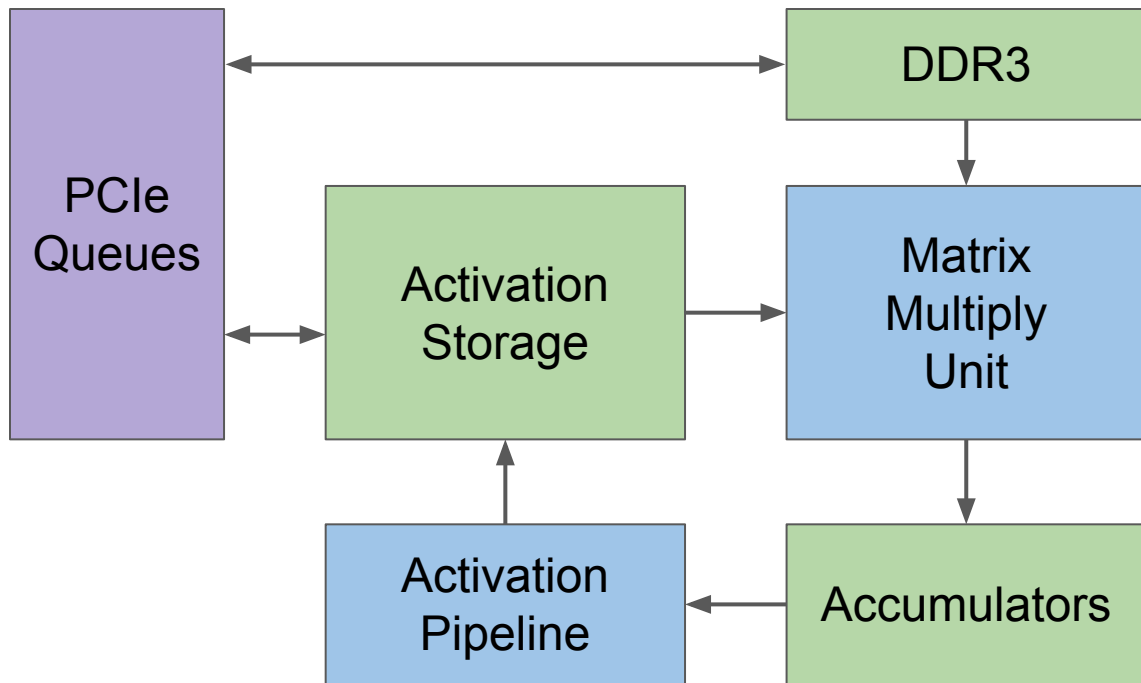 DDR3
PCIe
Queues
Activation
Storage
Matrix
Multiply
Unit
Activation
Pipeline
Accumulators